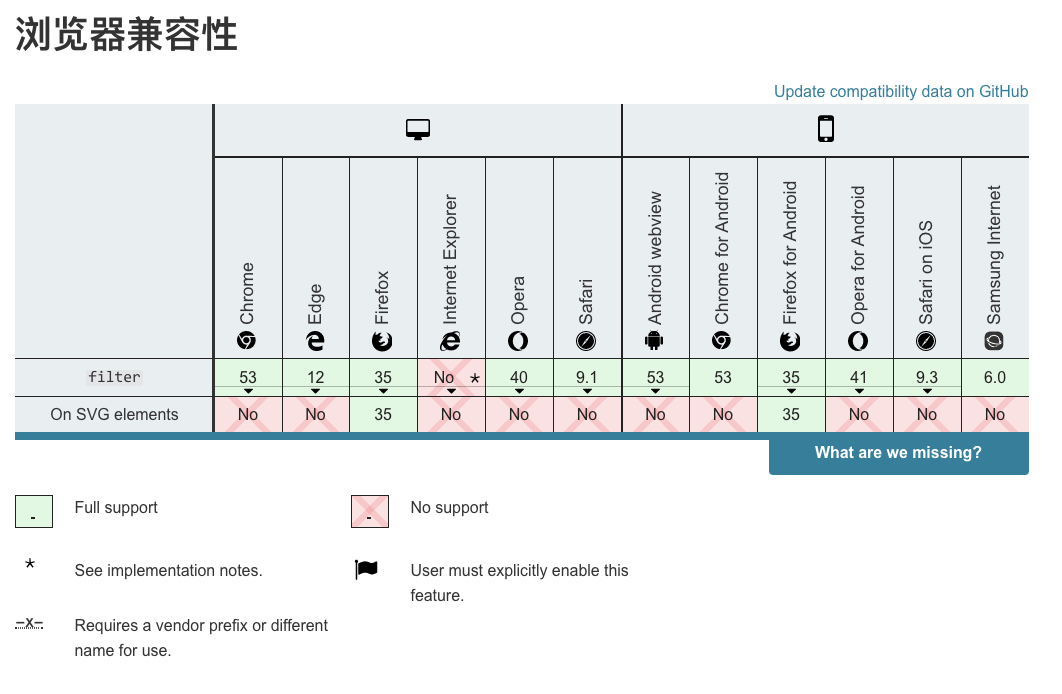 浏览器兼容性
Update compatibility data on GitHub
Chrome
Edge
Firefox
Internet Explorer
Opera
Safari
Android webview
Chrome for Android
Firefox for Android
Opera for Android
Safari on iOS
Samsung Internet
filter 53 12 35 No * 40 9.1 53 53 35 41 9.3 6.0
On SVG elements No No 35 No No No No No 35 No No No
What are we missing?
- Full support - No support
* See implementation notes. User must explicitly enable this
feature.
-x- Requires a vendor prefix or different
name for use.